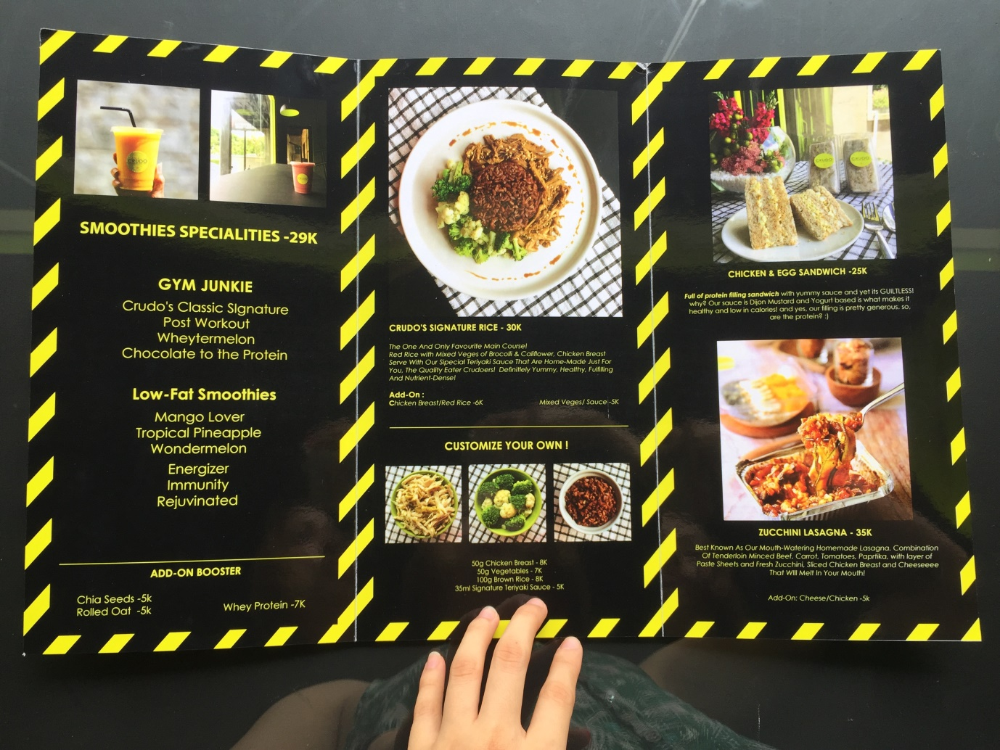 CRUDO
SMOOTHIES SPECIALITIES -29K
GYM JUNKIE
Crudo's Classic SIgnature
Post Workout
Wheytermelon
Chocolate to the Protein
Low-Fat Smoothies
Mango Lover
Tropical Pineapple
Wondermelon
Energizer
Immunity
Rejuvinated
ADD-ON BOOSTER
Chia Seeds -5k
Rolled Oat -5k
Whey Protein -7K
CRUDO'S SIGNATURE RICE - 30K
The One And Only Favourite Main Course!
Red Rice with Mixed Veges of Brocolli & Califlower, Chicken Breast
Serve With Our Sipecial Teriyaki Sauce That Are Home-Made Just For
You, The Quality Eater Crudoers! Definitlely Yummy, Healthy, Fulfilling
And Nutrient-Dense!
Add-On :
Chicken Breast/Red Rice -6K
Mixed Veges/ Sauce -5K
CUSTOMIZE YOUR OWN !
50g Chicken Breast - 8K
50g Vegetables - 7K
100g Brown Rice - 8K
35ml Signature Teriyaki Sauce - 5K
CRUDO
CHICKEN & EGG SANDWICH -25K
Full of protein filling sandwich with yummy sauce and yet its GUILTLESS!
why? Our sauce is Dijon Mustard and Yogurt based is what makes it
healthy and low in calories! and yes, our filling is pretty generous. so,
are the protein? ;)
ZUCCHINI LASAGNA - 35K
Best Known As Our Mouth-Watering Homemade Lasagna. Combination
Of Tenderloin Minced Beef, Carrot, Tomatoes, Paprtika, with layer of
Paste Sheets and Fresh Zucchini, Sliced Chicken Breast and Cheeseeee
That WIll Melt In Your Mouth!
Add-On: Cheese/Chicken -5k